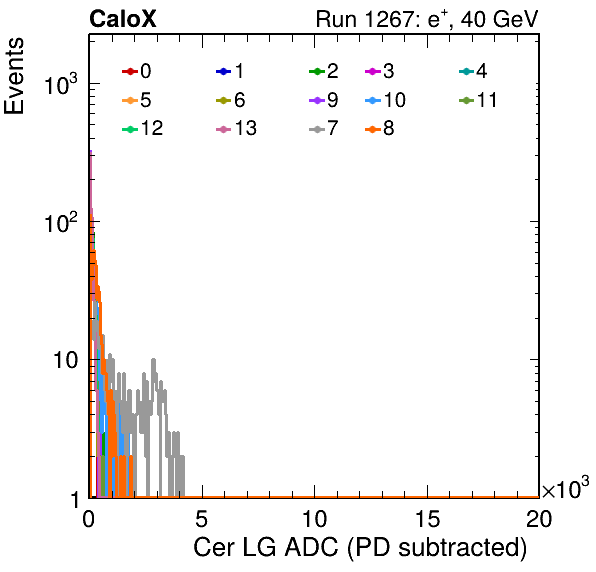 CaloX Run 1267: e⁺, 40 GeV
Events
0 1 2 3 4
5 6 9 10 11
12 13 7 8
10³
10²
10
1
0 5 10 15 20
×10³
Cer LG ADC (PD subtracted)